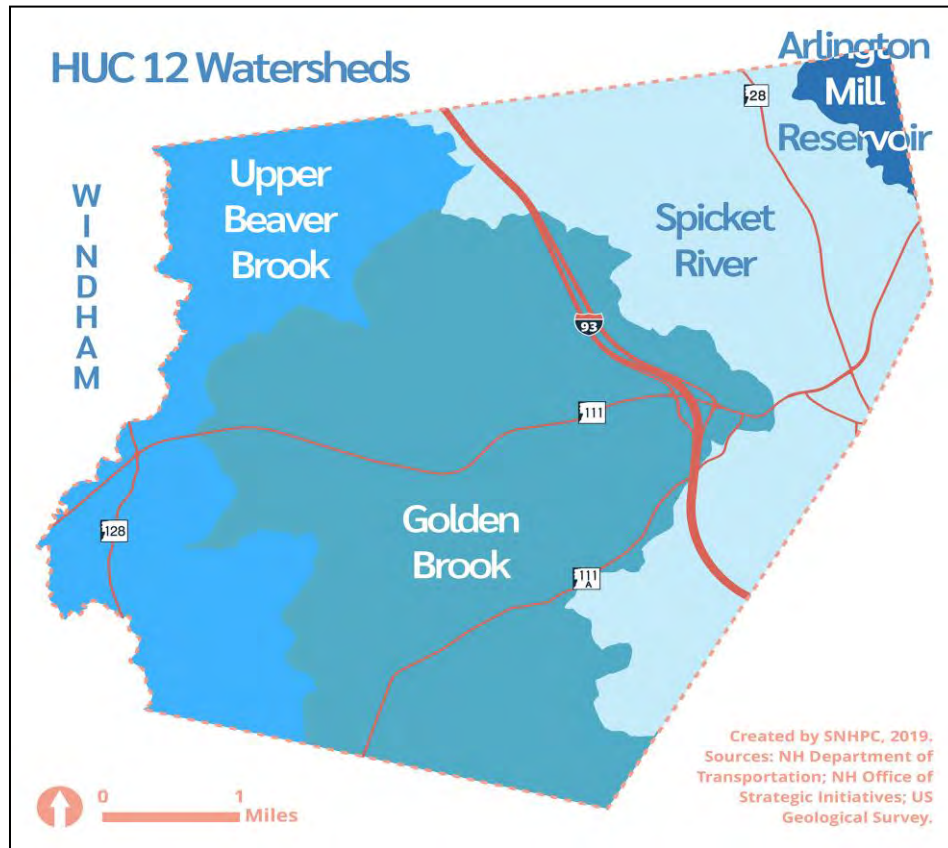 HUC 12 Watersheds
Arlington
Mill
Reservoir
28
Upper
Beaver
Brook
WINDHAM
Spicket
River
93
111
128
Golden
Brook
111
A
Created by SNHPC, 2019.
Sources: NH Department of
Transportation; NH Office of
Strategic Initiatives; US
Geological Survey.
0 1
Miles